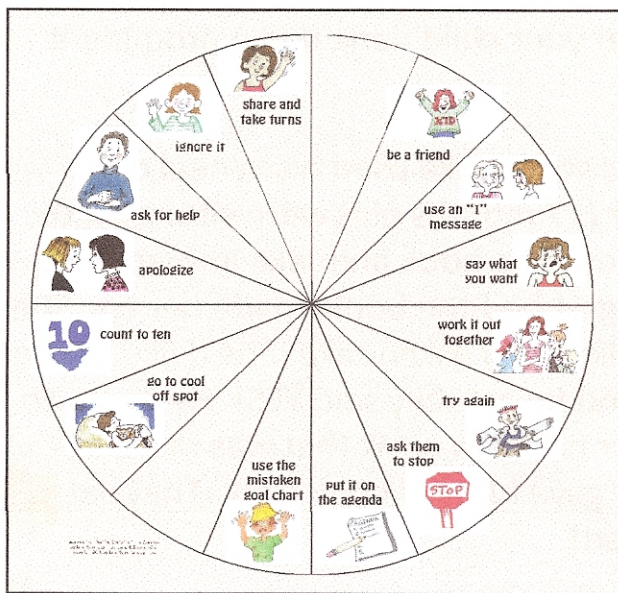 share and
take turns
be a friend
use an "I"
message
say what
you want
work it out
together
try again
ask them
to stop
STOP
put it on
the agenda
use the
mistaken
goal chart
go to cool
off spot
10
count to ten
apologize
ask for help
ignore it
KID